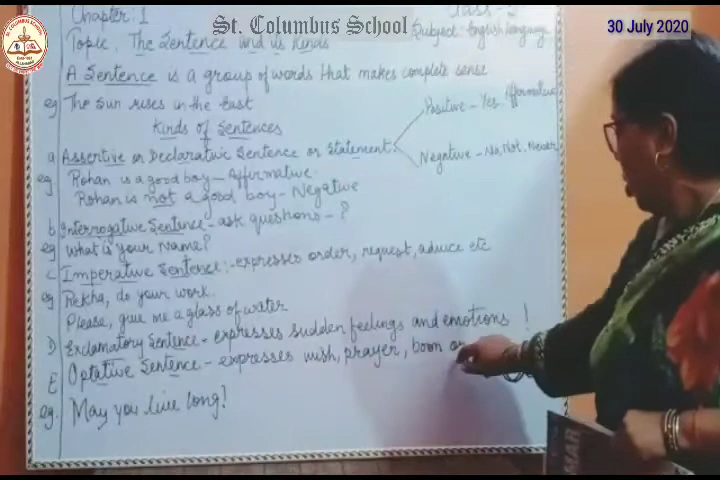 St. Columbus School
30 July 2020
Chapter: 1
Subject: English Language
Topic. The Sentence and its Kinds
A Sentence is a group of words that makes complete sense
eg The Sun rises in the East
Kinds of Sentences
Positive - Yes Affirmative
a Assertive or Declarative Sentence or Statement
Negative - No, Not, Never
eg Rohan is a good boy - Affirmative.
Rohan is not a good boy - Negative
b Interrogative Sentence - ask questions - ?
eg What is your Name?
C Imperative Sentence:- expresses order, request, advice etc
eg Rekha, do your work.
Please, give me a glass of water
D Exclamatory Sentence - expresses sudden feelings and emotions !
E Optative Sentence - expresses wish, prayer, boon or
eg. May you live long!